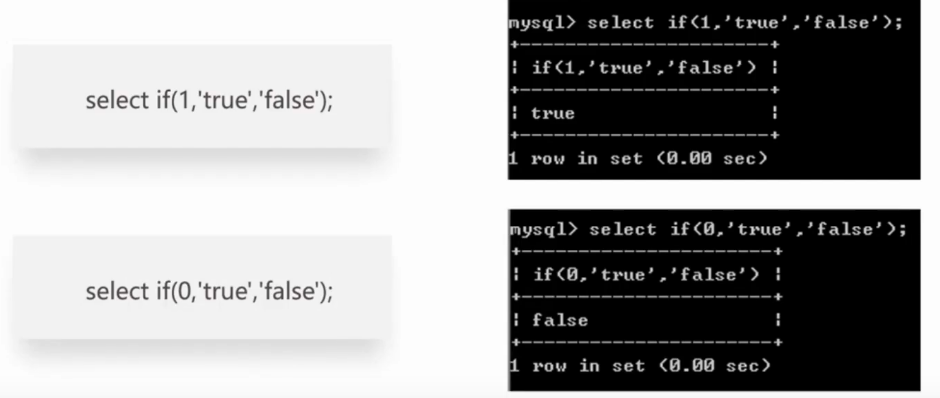 select if(1,'true','false');
mysql> select if(1,'true','false');
+----------------------+
| if(1,'true','false') |
+----------------------+
| true                 |
+----------------------+
1 row in set (0.00 sec)
select if(0,'true','false');
mysql> select if(0,'true','false');
+----------------------+
| if(0,'true','false') |
+----------------------+
| false                |
+----------------------+
1 row in set (0.00 sec)